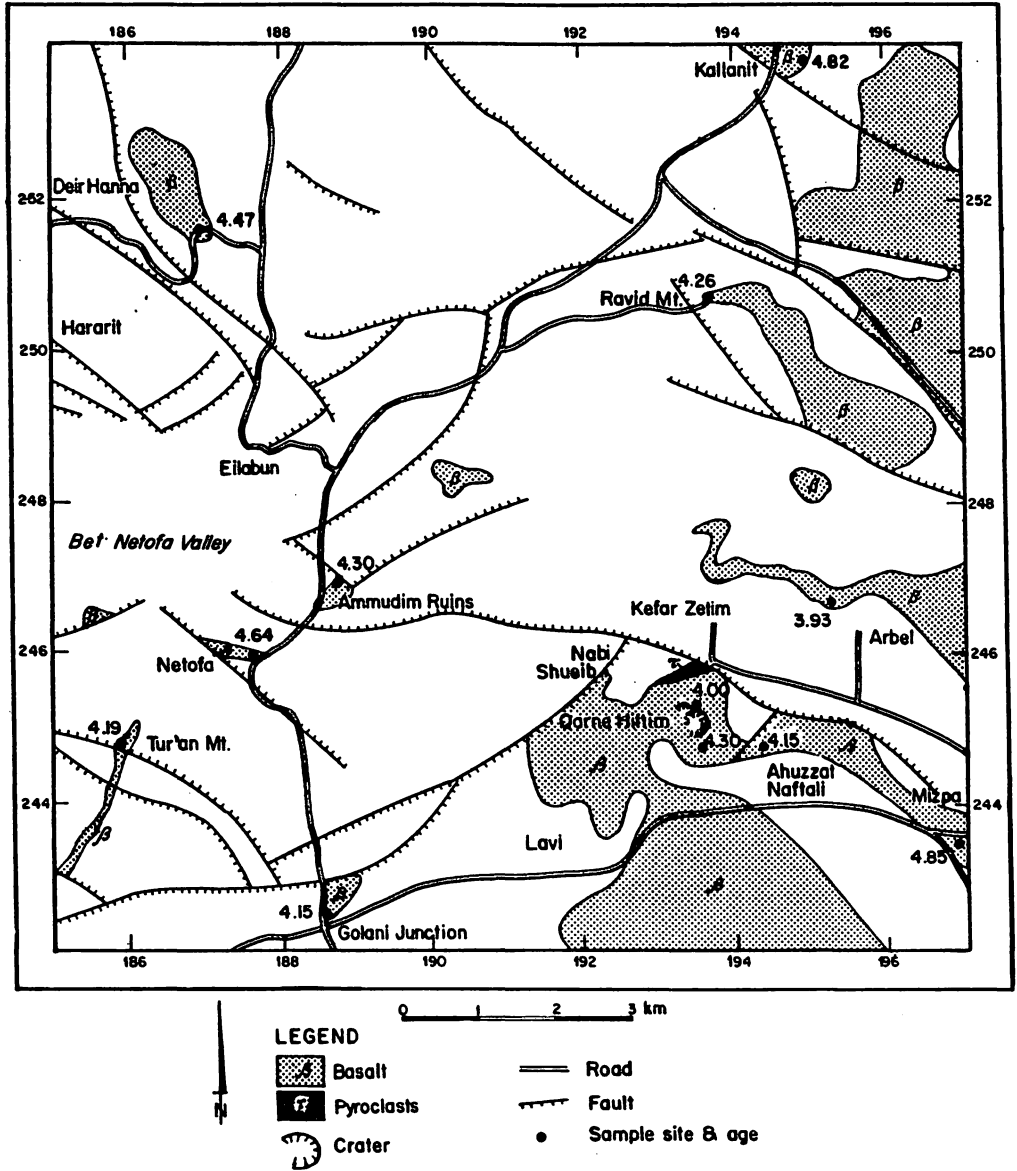 186 188 190 192 194 196
Kallanit
β
4.82
β
Deir Hanna
262
4.47
252
β
4.26
Ravid Mt.
Hararit
β
250
250
β
Eilabun
β
β
248
248
Bet Netofa Valley
4.30
Ammudim Ruins
Kefar Zetim
β
3.93
Arbel
β
4.64
246
246
Netofa
Nabi
Shueib
4.00
Qarne Hittim
4.19
Tur'an Mt.
4.30
4.15
β
β
Ahuzzat
Naftali
244
244
Mizpa
β
Lavi
4.85
β
β
4.15
Golani Junction
186 188 190 192 194 196
0 1 2 3 km
N
LEGEND
β Basalt
Pyroclasts
Crater
Road
Fault
Sample site & age